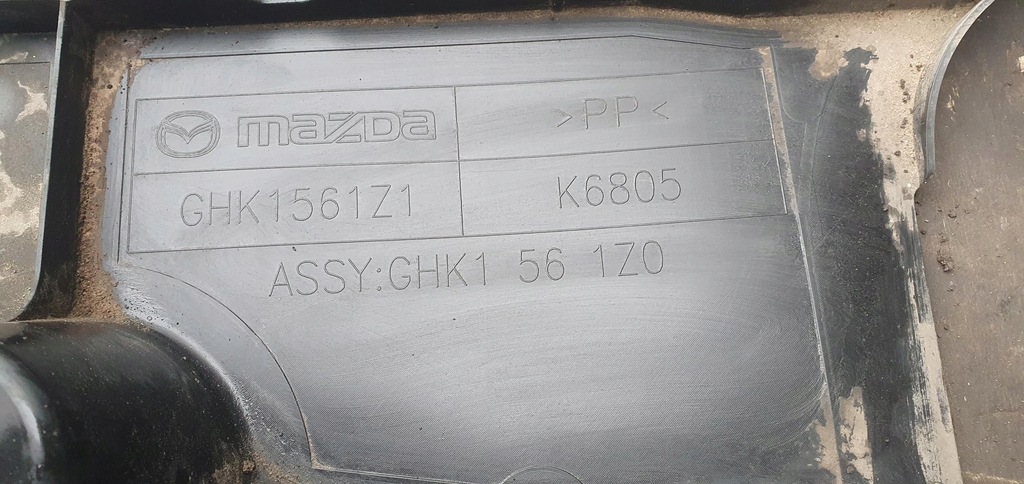 mazDa >PP<
GHK1561Z1 K6805
ASSY:GHK1 56 1Z0